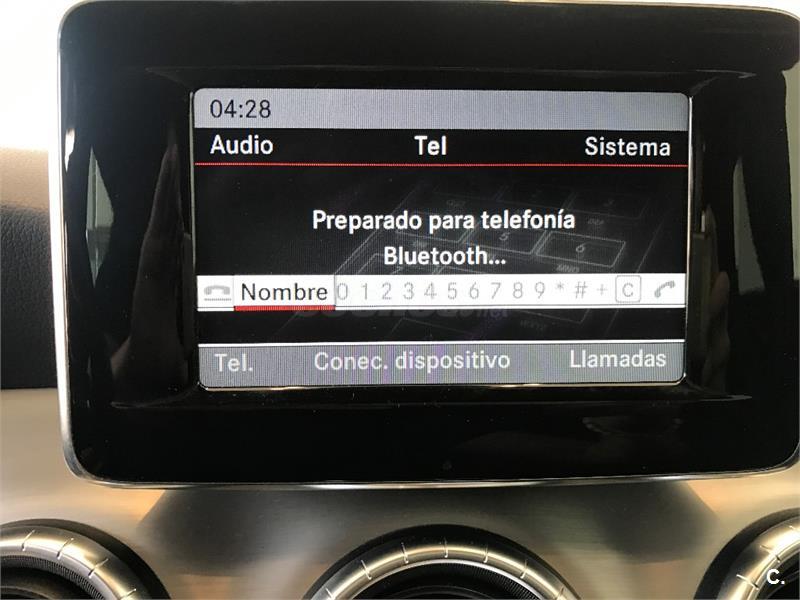 04:28
Audio Tel Sistema
Preparado para telefonía
Bluetooth...
Nombre 0 1 2 3 4 5 6 7 8 9 * # + C
Tel. Conec. dispositivo Llamadas
C.